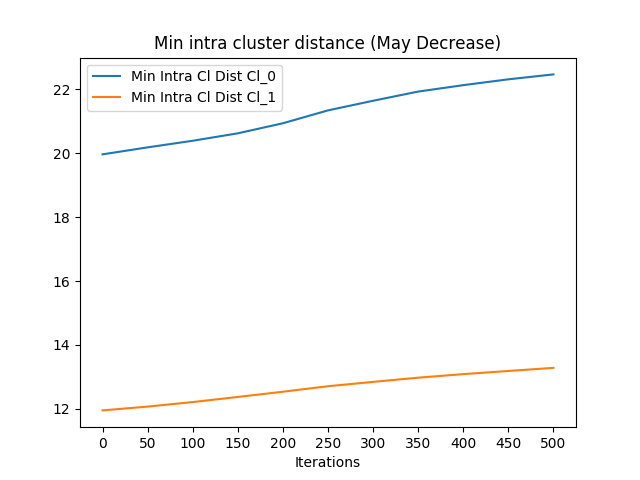 Min intra cluster distance (May Decrease)
Min Intra Cl Dist Cl_0
Min Intra Cl Dist Cl_1
22
20
18
16
14
12
0 50 100 150 200 250 300 350 400 450 500
Iterations